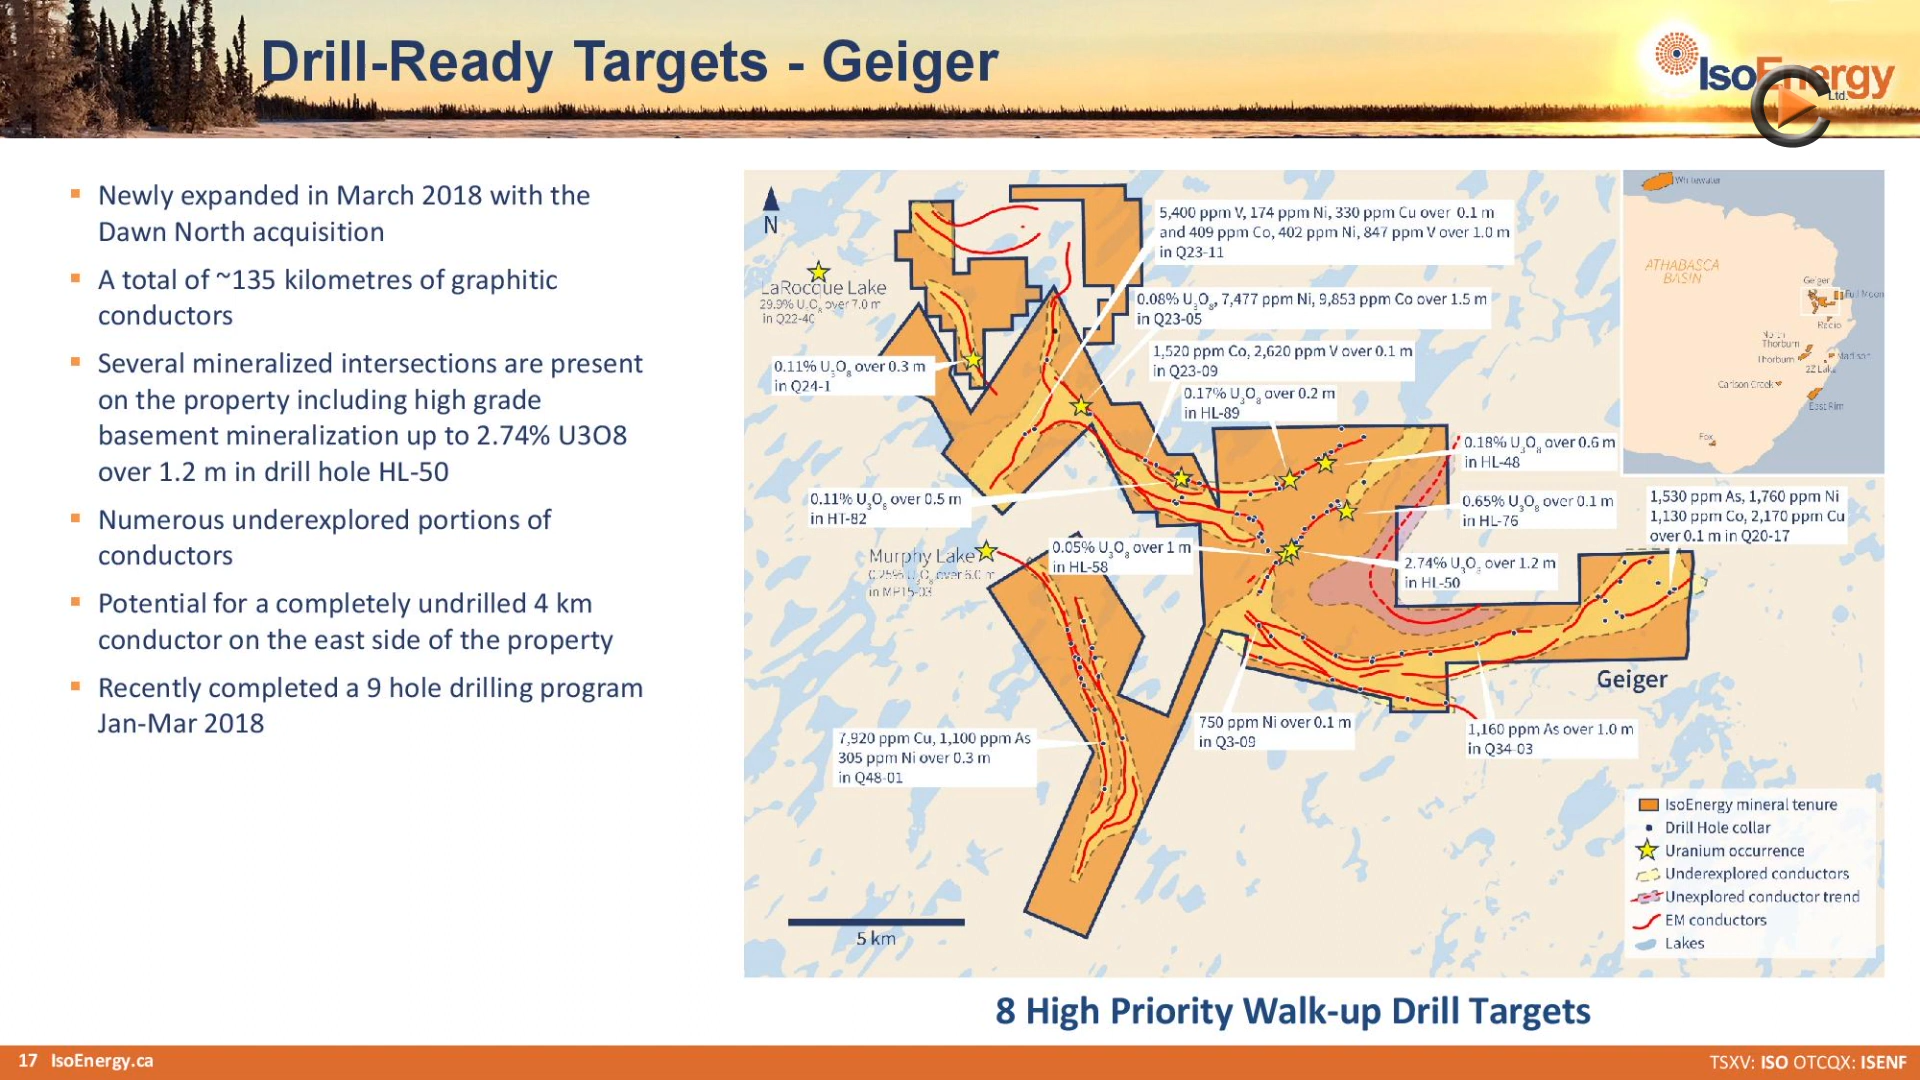 Drill-Ready Targets - Geiger
IsoEnergy
Ltd.
Newly expanded in March 2018 with the
Dawn North acquisition
A total of ~135 kilometres of graphitic
conductors
Several mineralized intersections are present
on the property including high grade
basement mineralization up to 2.74% U3O8
over 1.2 m in drill hole HL-50
Numerous underexplored portions of
conductors
Potential for a completely undrilled 4 km
conductor on the east side of the property
Recently completed a 9 hole drilling program
Jan-Mar 2018
N
LaRocque Lake
29.9% U₃O₈ over 7.0 m
in Q22-40
5,400 ppm V, 174 ppm Ni, 330 ppm Cu over 0.1 m
and 409 ppm Co, 402 ppm Ni, 847 ppm V over 1.0 m
in Q23-11
0.08% U₃O₈, 7,477 ppm Ni, 9,853 ppm Co over 1.5 m
in Q23-05
1,520 ppm Co, 2,620 ppm V over 0.1 m
in Q23-09
0.11% U₃O₈ over 0.3 m
in Q24-1
0.17% U₃O₈ over 0.2 m
in HL-89
0.18% U₃O₈ over 0.6 m
in HL-48
0.11% U₃O₈ over 0.5 m
in HT-82
0.65% U₃O₈ over 0.1 m
in HL-76
1,530 ppm As, 1,760 ppm Ni
1,130 ppm Co, 2,170 ppm Cu
over 0.1 m in Q20-17
Murphy Lake
0.25% U₃O₈ over 6.0 m
in MP15-03
0.05% U₃O₈ over 1 m
in HL-58
2.74% U₃O₈ over 1.2 m
in HL-50
Geiger
750 ppm Ni over 0.1 m
in Q3-09
1,160 ppm As over 1.0 m
in Q34-03
7,920 ppm Cu, 1,100 ppm As
305 ppm Ni over 0.3 m
in Q48-01
5 km
Whitewater
ATHABASCA
BASIN
Geiger
Full Moon
Radio
North
Thorburn
Thorburn
Madison
2Z Lake
Carlson Creek
East Rim
Fox
IsoEnergy mineral tenure
Drill Hole collar
Uranium occurrence
Underexplored conductors
Unexplored conductor trend
EM conductors
Lakes
8 High Priority Walk-up Drill Targets
17 IsoEnergy.ca
TSXV: ISO OTCQX: ISENF